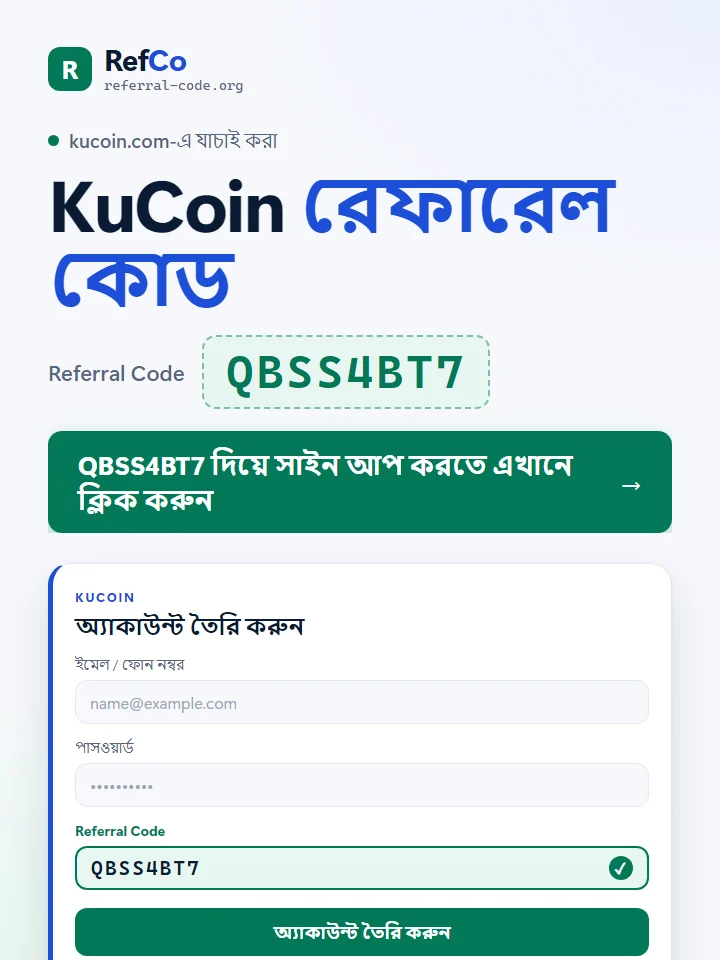 R
RefCo
referral-code.org
kucoin.com-এ যাচাই করা
KuCoin রেফারেল
কোড
Referral Code
QBSS4BT7
QBSS4BT7 দিয়ে সাইন আপ করতে এখানে
ক্লিক করুন
→
KUCOIN
অ্যাকাউন্ট তৈরি করুন
ইমেল / ফোন নম্বর
name@example.com
পাসওয়ার্ড
••••••••••
Referral Code
QBSS4BT7
✓
অ্যাকাউন্ট তৈরি করুন